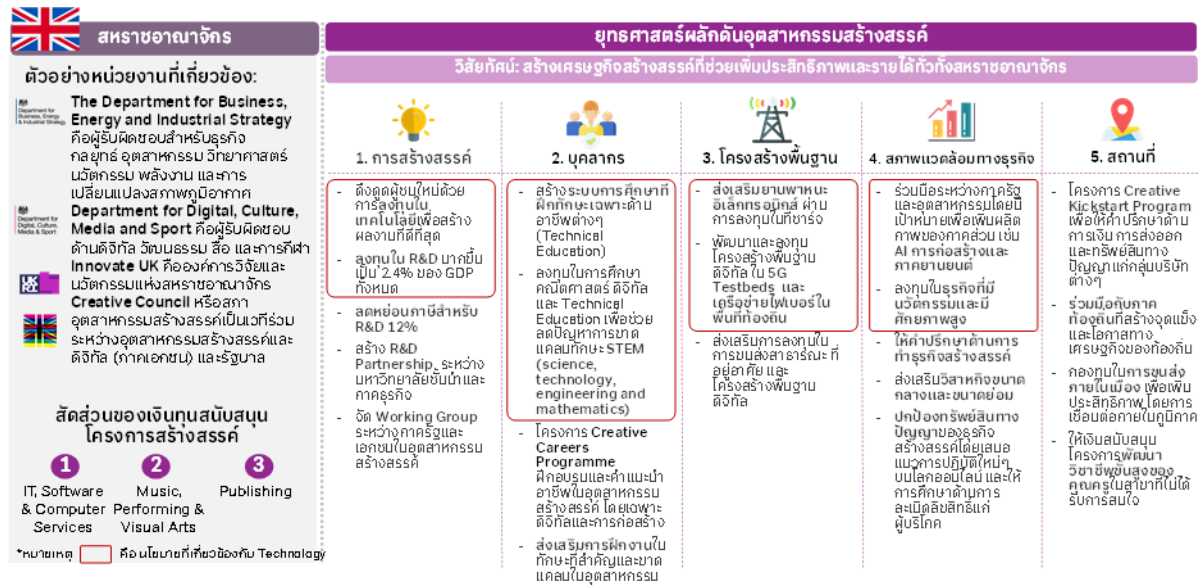 สหราชอาณาจักร
ตัวอย่างหน่วยงานที่เกี่ยวข้อง:
Department for
Business, Energy
& Industrial Strategy
The Department for Business,
Energy and Industrial Strategy
คือผู้รับผิดชอบสำหรับธุรกิจ
กลยุทธ์ อุตสาหกรรม วิทยาศาสตร์
นวัตกรรม พลังงาน และการ
เปลี่ยนแปลงสภาพภูมิอากาศ
Department for
Digital, Culture,
Media & Sport
Department for Digital, Culture,
Media and Sport คือผู้รับผิดชอบ
ด้านดิจิทัล วัฒนธรรม สื่อ และการกีฬา
UK
RI
Innovate UK คือองค์การวิจัยและ
นวัตกรรมแห่งสหราชอาณาจักร
Creative Council หรือสภา
อุตสาหกรรมสร้างสรรค์เป็นเวทีร่วม
ระหว่างอุตสาหกรรมสร้างสรรค์และ
ดิจิทัล (ภาคเอกชน) และรัฐบาล
สัดส่วนของเงินทุนสนับสนุน
โครงการสร้างสรรค์
1
2
3
IT, Software
& Computer
Services
Music,
Performing &
Visual Arts
Publishing
*หมายเหตุ คือนโยบายที่เกี่ยวข้องกับ Technology
ยุทธศาสตร์ผลักดันอุตสาหกรรมสร้างสรรค์
วิสัยทัศน์: สร้างเศรษฐกิจสร้างสรรค์ที่ช่วยเพิ่มประสิทธิภาพและรายได้ทั่วทั้งสหราชอาณาจักร
1. การสร้างสรรค์
- ดึงดูดผู้ชมใหม่ด้วย
การลงทุนใน
เทคโนโลยีเพื่อสร้าง
ผลงานที่ดีที่สุด
- ลงทุนใน R&D มากขึ้น
เป็น 2.4% ของ GDP
ทั้งหมด
- ลดหย่อนภาษีสำหรับ
R&D 12%
- สร้าง R&D
Partnership ระหว่าง
มหาวิทยาลัยชั้นนำและ
ภาคธุรกิจ
- จัด Working Group
ระหว่างภาครัฐและ
เอกชนในอุตสาหกรรม
สร้างสรรค์
2. บุคลากร
- สร้างระบบการศึกษาที่
ฝึกทักษะเฉพาะด้าน
อาชีพต่างๆ
(Technical
Education)
- ลงทุนในการศึกษา
คณิตศาสตร์ ดิจิทัล
และ Technical
Education เพื่อช่วย
ลดปัญหาการขาด
แคลนทักษะ STEM
(science,
technology,
engineering and
mathematics)
- โครงการ Creative
Careers
Programme
ฝึกอบรมและคำแนะนำ
อาชีพในอุตสาหกรรม
สร้างสรรค์ โดยเฉพาะ
ดิจิทัลและการก่อสร้าง
- ส่งเสริมการฝึกงานใน
ทักษะที่สำคัญและขาด
แคลนในอุตสาหกรรม
3. โครงสร้างพื้นฐาน
- ส่งเสริมยานพาหนะ
อิเล็กทรอนิกส์ ผ่าน
การลงทุนในที่ชาร์จ
- พัฒนาและลงทุน
โครงสร้างพื้นฐาน
ดิจิทัล ใน 5G
Testbeds และ
เครือข่ายไฟเบอร์ใน
พื้นที่ท้องถิ่น
- ส่งเสริมการลงทุนใน
การขนส่งสาธารณะ ที่
อยู่อาศัย และ
โครงสร้างพื้นฐาน
ดิจิทัล
4. สภาพแวดล้อมทางธุรกิจ
- ร่วมมือระหว่างภาครัฐ
และอุตสาหกรรมโดยมี
เป้าหมายเพื่อเพิ่มผลิต
ภาพของภาคส่วน เช่น
AI การก่อสร้างและ
ภาคยานยนต์
- ลงทุนในธุรกิจที่มี
นวัตกรรมและมี
ศักยภาพสูง
- ให้คำปรึกษาด้านการ
ทำธุรกิจสร้างสรรค์
- ส่งเสริมวิสาหกิจขนาด
กลางและขนาดย่อม
- ปกป้องทรัพย์สินทาง
ปัญญาของธุรกิจ
สร้างสรรค์โดยเสนอ
แนวการปฏิบัติใหม่ๆ
บนโลกออนไลน์ และให้
การศึกษาด้านการ
ละเมิดลิขสิทธิ์แก่
ผู้บริโภค
5. สถานที่
- โครงการ Creative
Kickstart Program
เพื่อให้คำปรึกษาด้าน
การเงิน การส่งออก
และทรัพย์สินทาง
ปัญญาแก่กลุ่มบริษัท
ต่างๆ
- ร่วมมือกับภาค
ท้องถิ่นที่สร้างจุดแข็ง
และโอกาสทาง
เศรษฐกิจของท้องถิ่น
- กองทุนในการขนส่ง
ภายในเมือง เพื่อเพิ่ม
ประสิทธิภาพ โดยการ
เชื่อมต่อภายในภูมิภาค
- ให้เงินสนับสนุน
โครงการพัฒนา
วิชาชีพขั้นสูงของ
คุณครูในสาขาที่ไม่ได้
รับการสนใจ